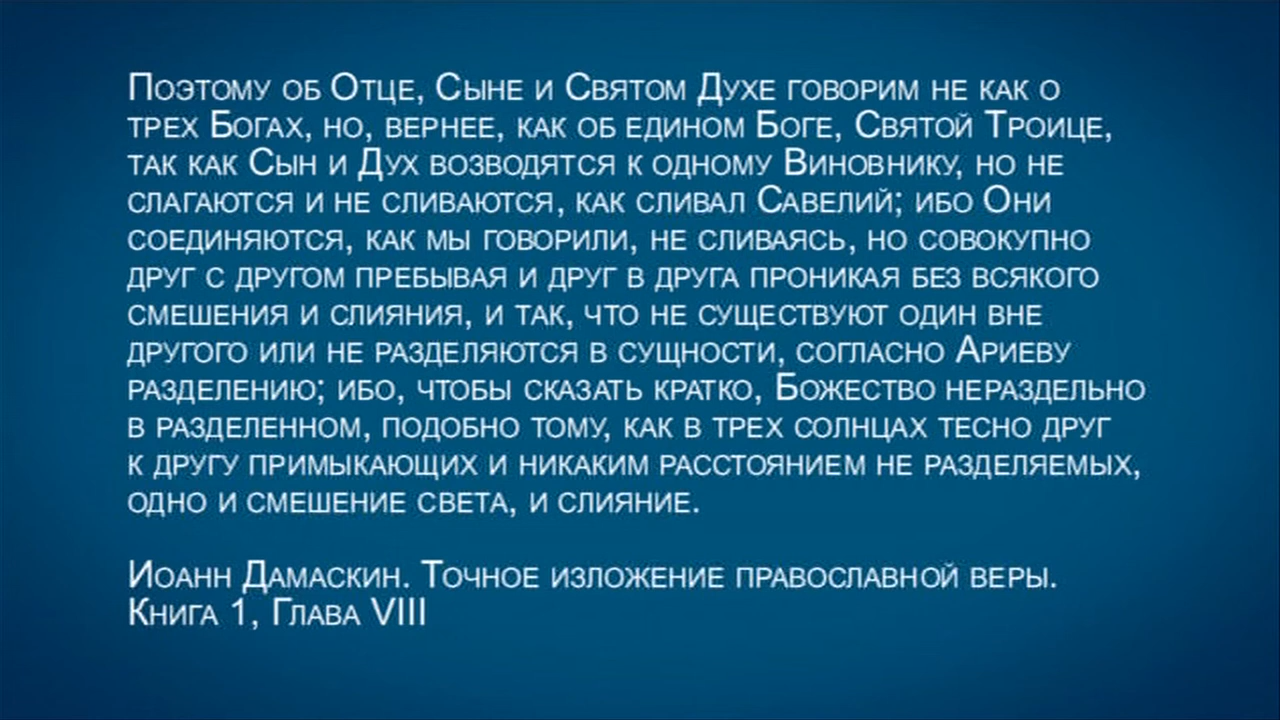 Поэтому об Отце, Сыне и Святом Духе говорим не как о
трех Богах, но, вернее, как об едином Боге, Святой Троице,
так как Сын и Дух возводятся к одному Виновнику, но не
слагаются и не сливаются, как сливал Савелий; ибо Они
соединяются, как мы говорили, не сливаясь, но совокупно
друг с другом пребывая и друг в друга проникая без всякого
смешения и слияния, и так, что не существуют один вне
другого или не разделяются в сущности, согласно Ариеву
разделению; ибо, чтобы сказать кратко, Божество нераздельно
в разделенном, подобно тому, как в трех солнцах тесно друг
к другу примыкающих и никаким расстоянием не разделяемых,
одно и смешение света, и слияние.
Иоанн Дамаскин. Точное изложение православной веры.
Книга 1, Глава VIII